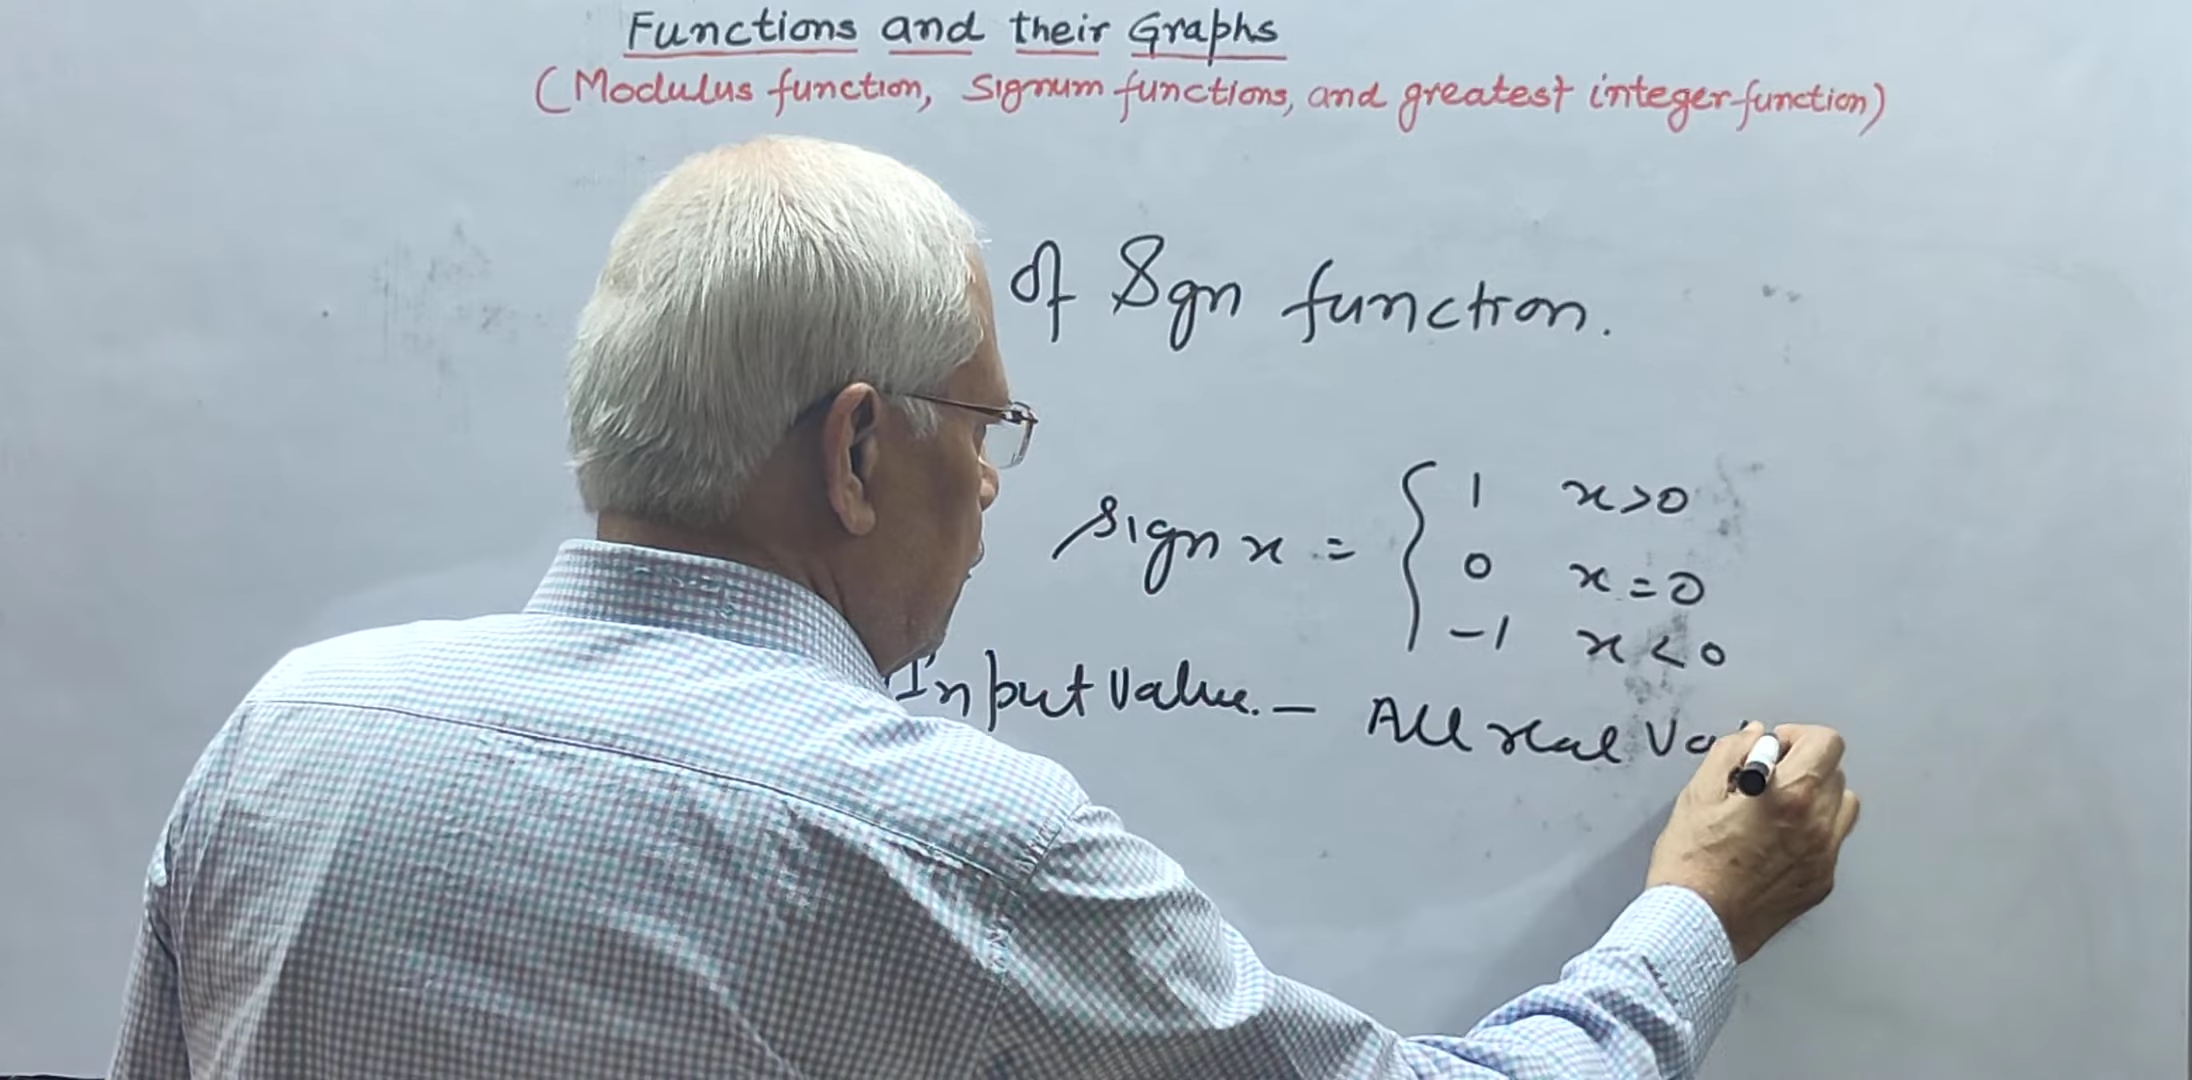 Functions and their Graphs
(Modulus function, Signum functions, and greatest integer function)
of Sgn function.
Sign x = { 1 x>0
0 x=0
-1 x<0
Input Value. – All real Va